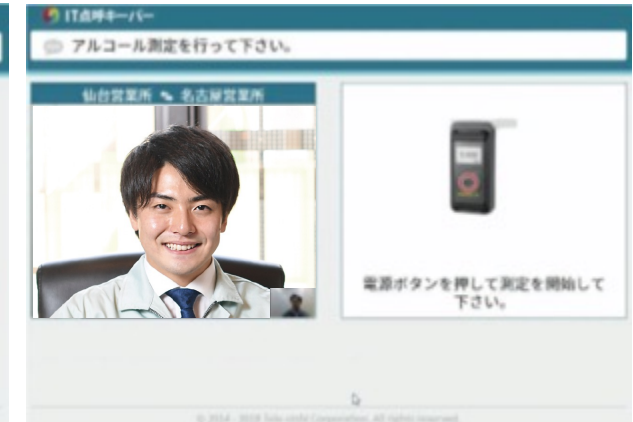 IT点呼キーパー
アルコール測定を行って下さい。
仙台営業所 名古屋営業所
電源ボタンを押して測定を開始して
下さい。